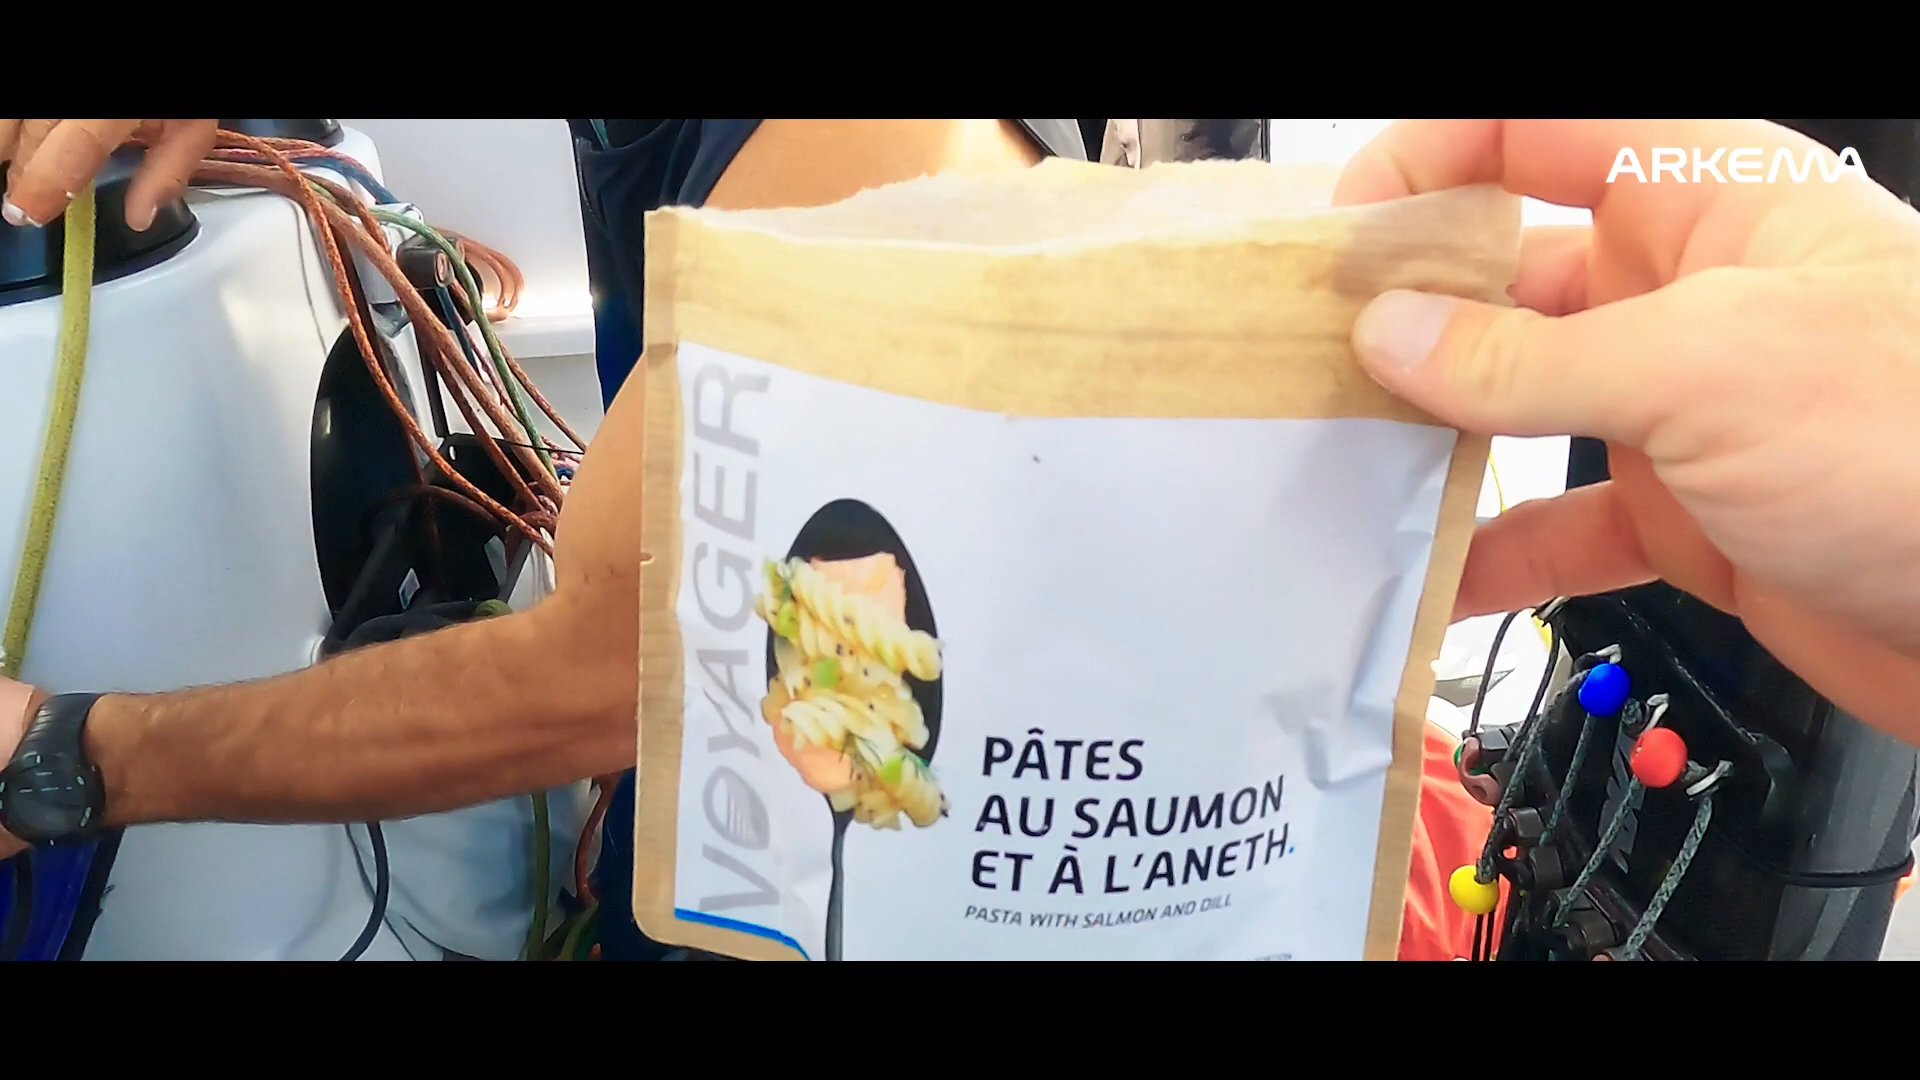 ARKEMA
VOYAGER
PÂTES
AU SAUMON
ET À L'ANETH.
PASTA WITH SALMON AND DILL